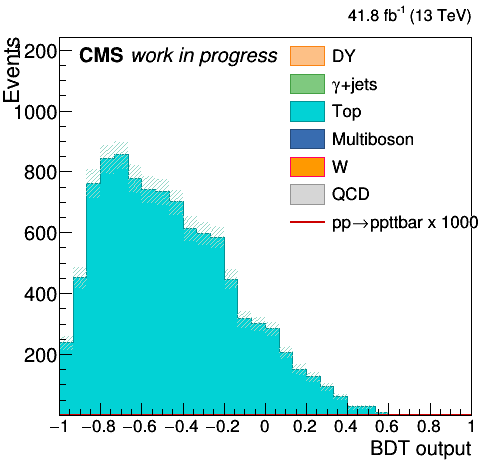 41.8 fb-1 (13 TeV)
Events
CMS work in progress
DY
γ+jets
Top
Multiboson
W
QCD
pp→ppttbar x 1000
1200
1000
800
600
400
200
−1 −0.8 −0.6 −0.4 −0.2 0 0.2 0.4 0.6 0.8 1
BDT output